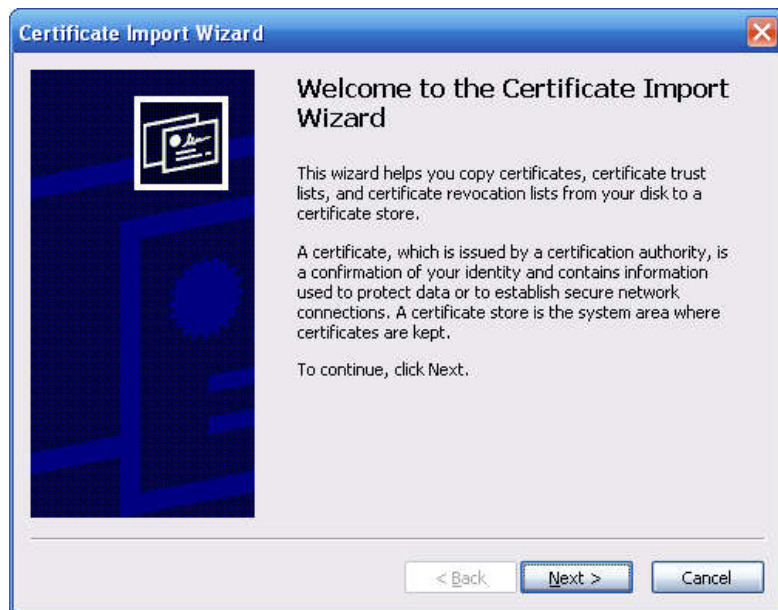 Certificate Import Wizard
Welcome to the Certificate Import
Wizard
This wizard helps you copy certificates, certificate trust
lists, and certificate revocation lists from your disk to a
certificate store.
A certificate, which is issued by a certification authority, is
a confirmation of your identity and contains information
used to protect data or to establish secure network
connections. A certificate store is the system area where
certificates are kept.
To continue, click Next.
< Back Next > Cancel